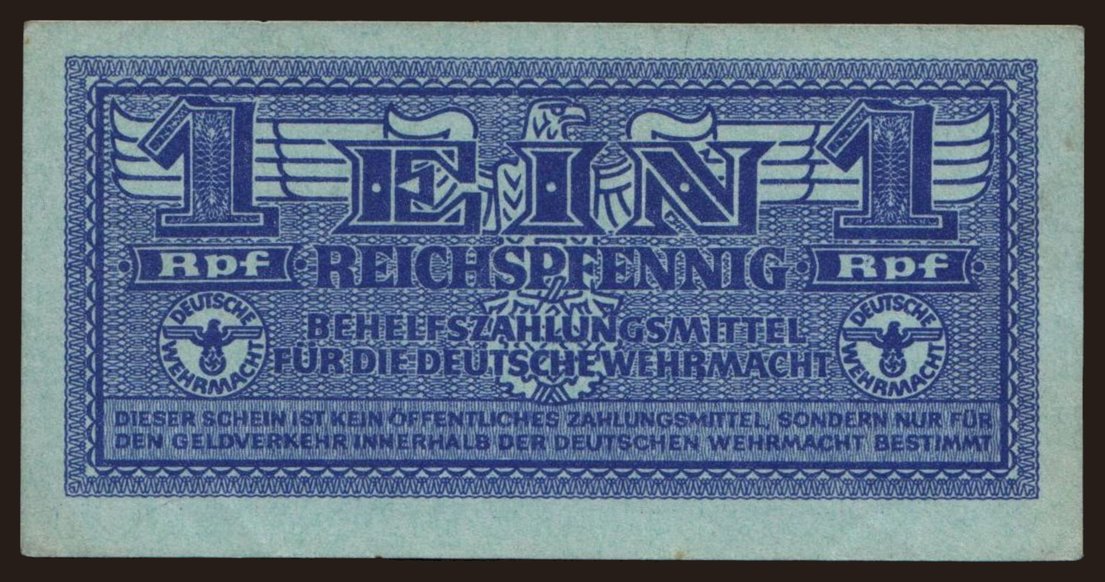 1 EIN 1
Rpf REICHSPFENNIG Rpf
DEUTSCHE WEHRMACHT
BEHELFSZAHLUNGSMITTEL
FÜR DIE DEUTSCHE WEHRMACHT
DEUTSCHE WEHRMACHT
DIESER SCHEIN IST KEIN ÖFFENTLICHES ZAHLUNGSMITTEL, SONDERN NUR FÜR
DEN GELDVERKEHR INNERHALB DER DEUTSCHEN WEHRMACHT BESTIMMT